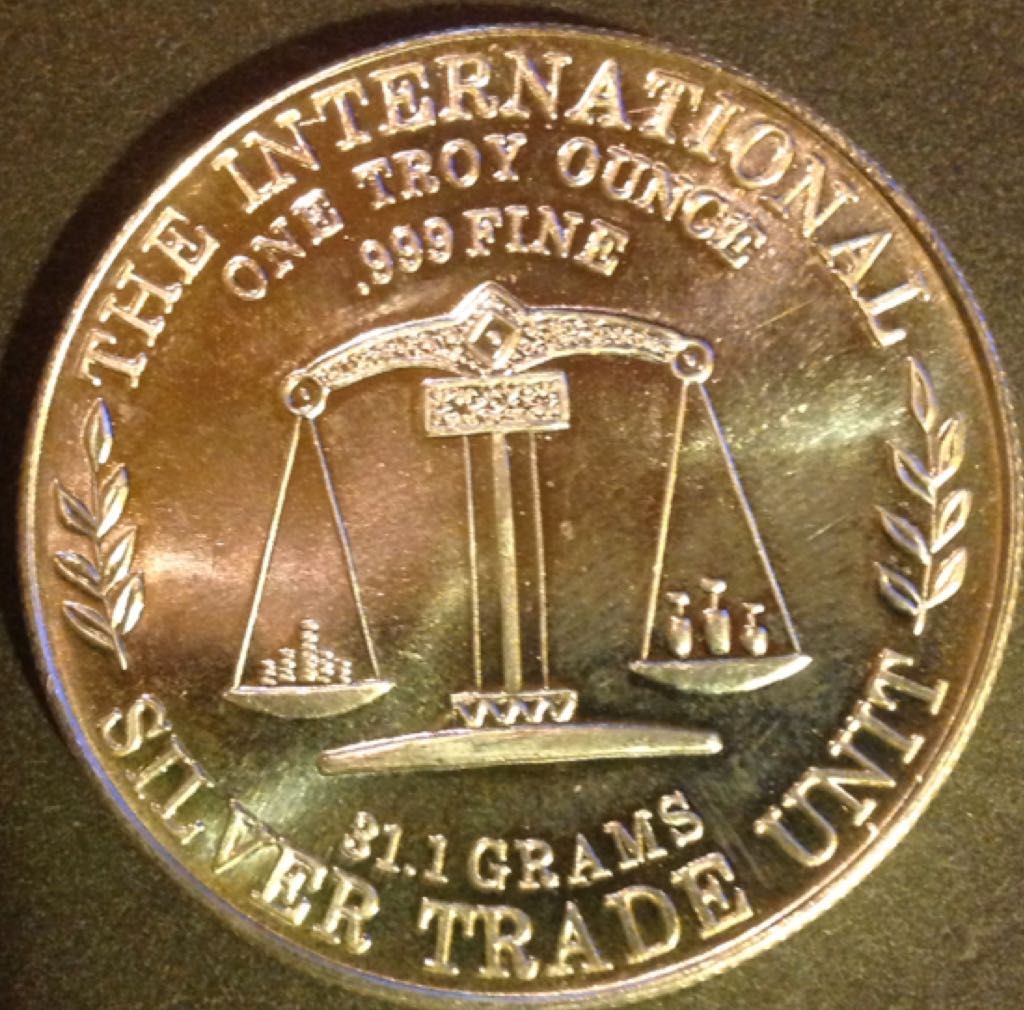 THE INTERNATIONAL
ONE TROY OUNCE
.999 FINE
31.1 GRAMS
SILVER TRADE UNIT